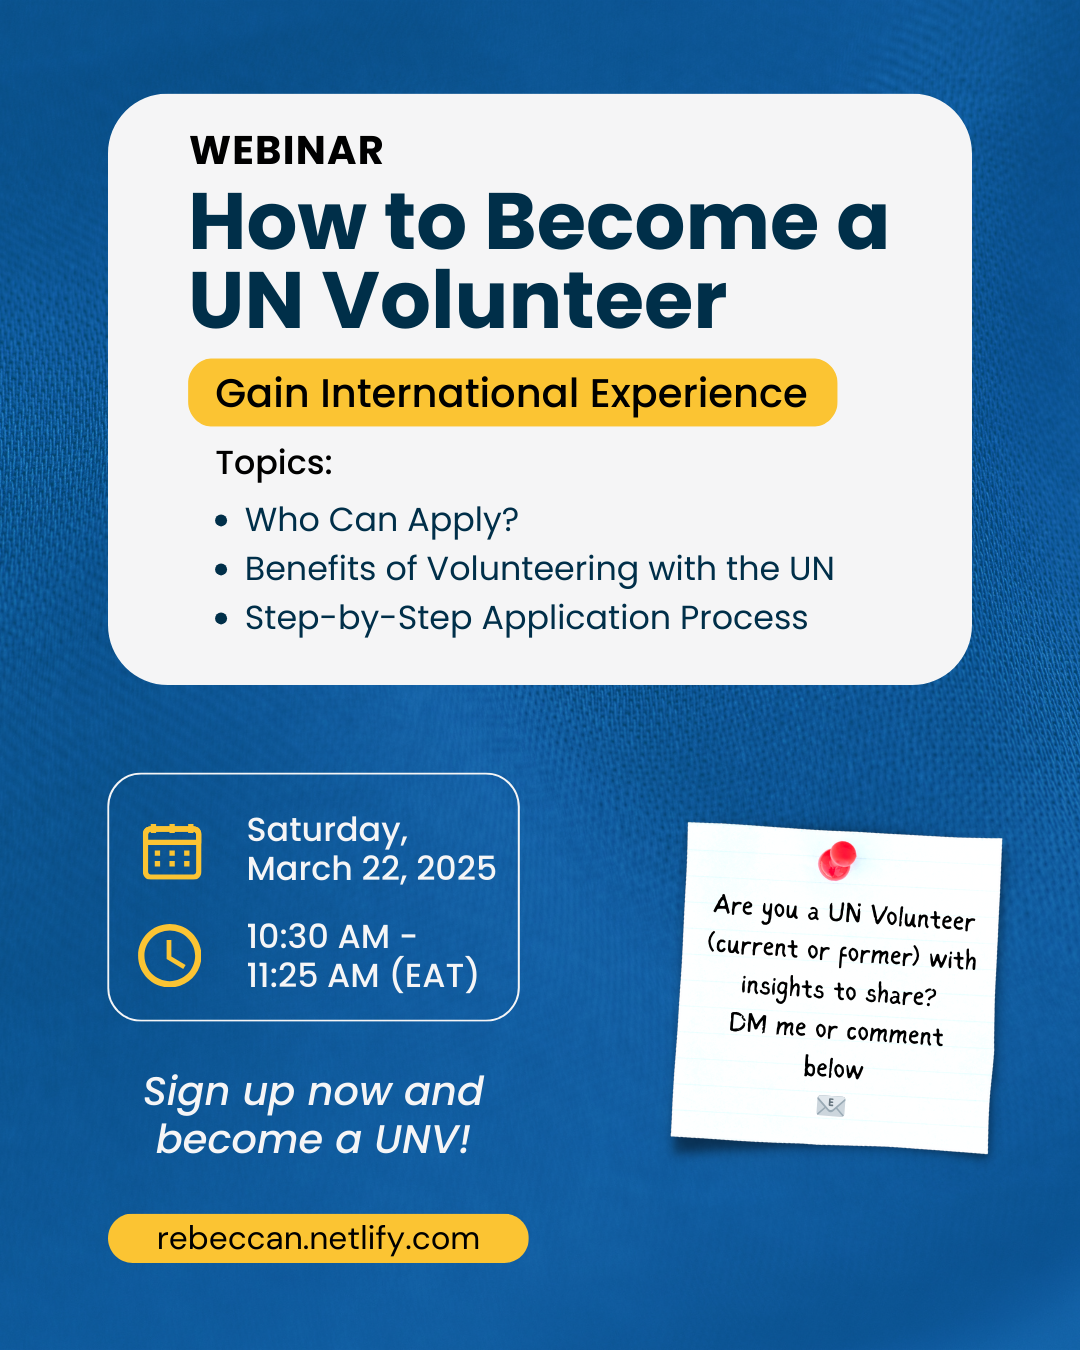 WEBINAR
How to Become a
UN Volunteer
Gain International Experience
Topics:
• Who Can Apply?
• Benefits of Volunteering with the UN
• Step-by-Step Application Process
Saturday,
March 22, 2025
10:30 AM -
11:25 AM (EAT)
Sign up now and
become a UNV!
rebeccan.netlify.com
Are you a UN Volunteer
(current or former) with
insights to share?
DM me or comment
below
E